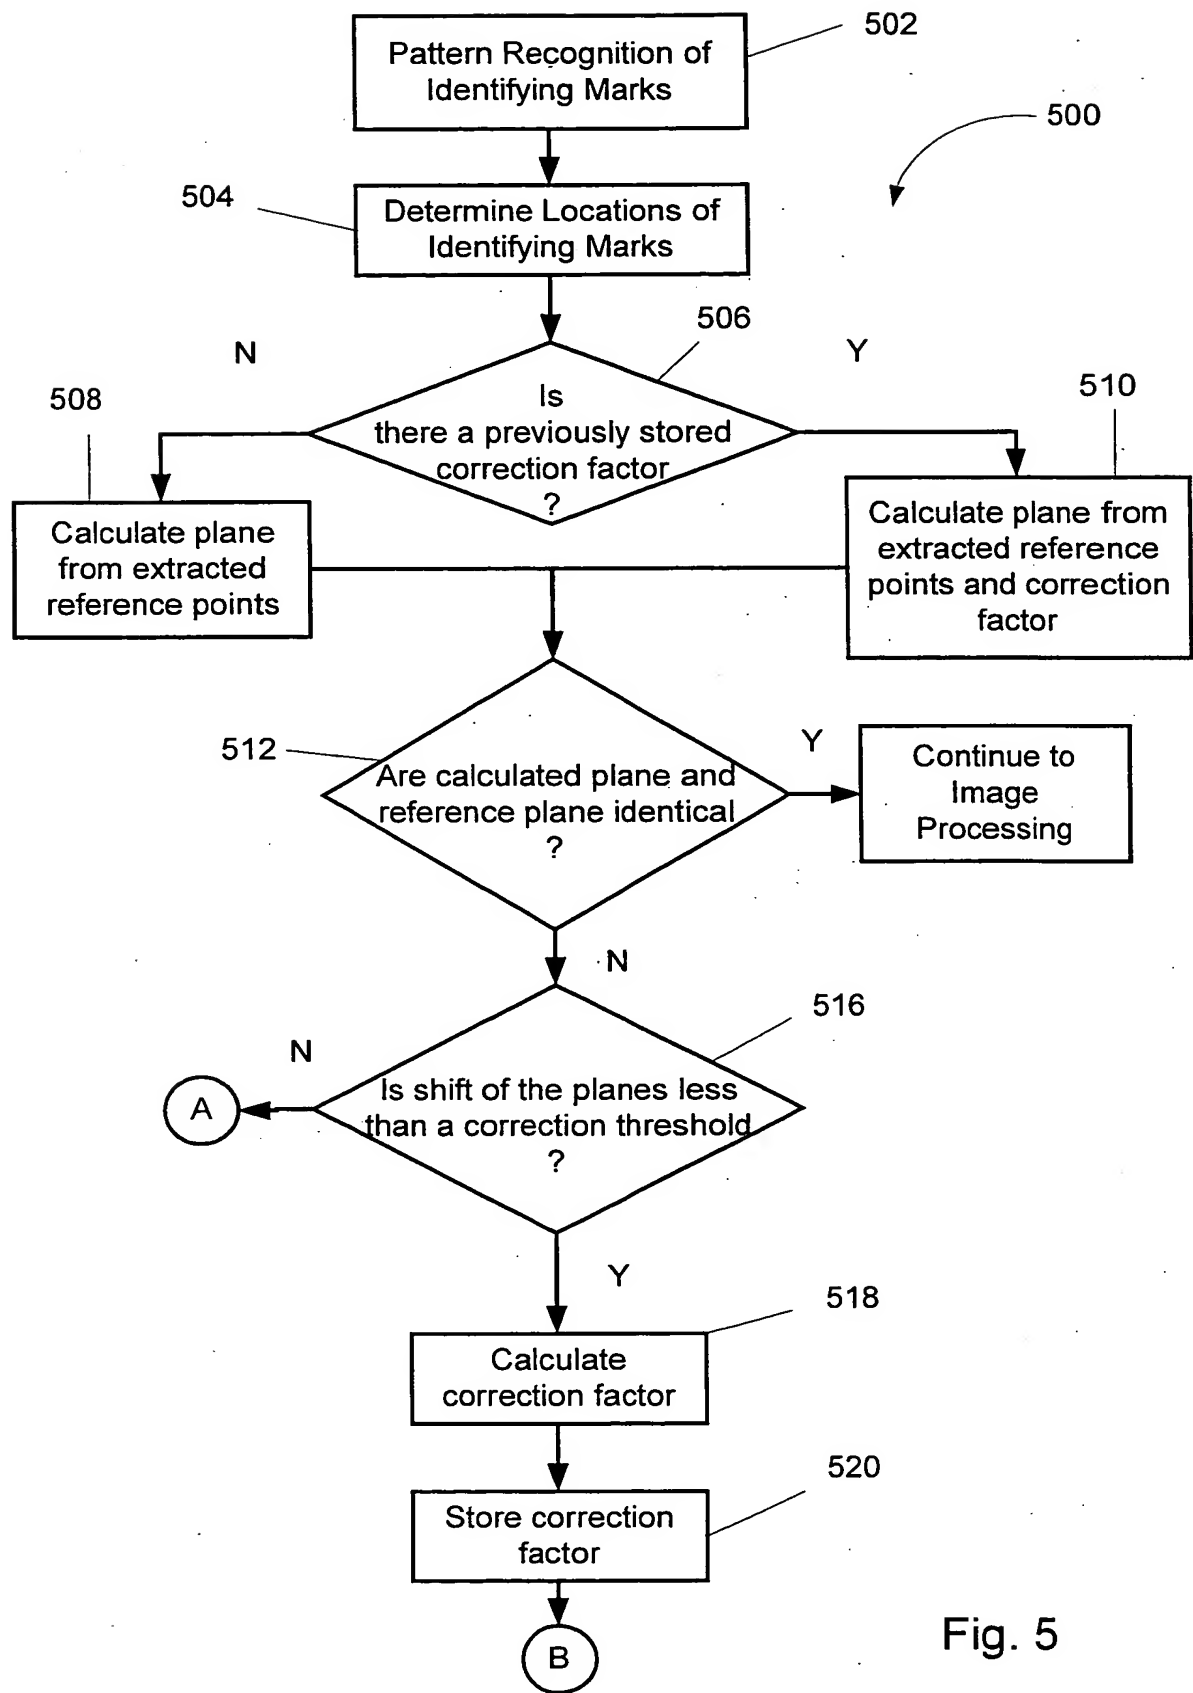 502
Pattern Recognition of
Identifying Marks
500
504
Determine Locations of
Identifying Marks
506
N
Y
508
510
Is
there a previously stored
correction factor
?
Calculate plane
from extracted
reference points
Calculate plane from
extracted reference
points and correction
factor
512
Y
Are calculated plane and
reference plane identical
?
Continue to
Image
Processing
N
516
N
A
Is shift of the planes less
than a correction threshold
?
Y
518
Calculate
correction factor
520
Store correction
factor
B
Fig. 5